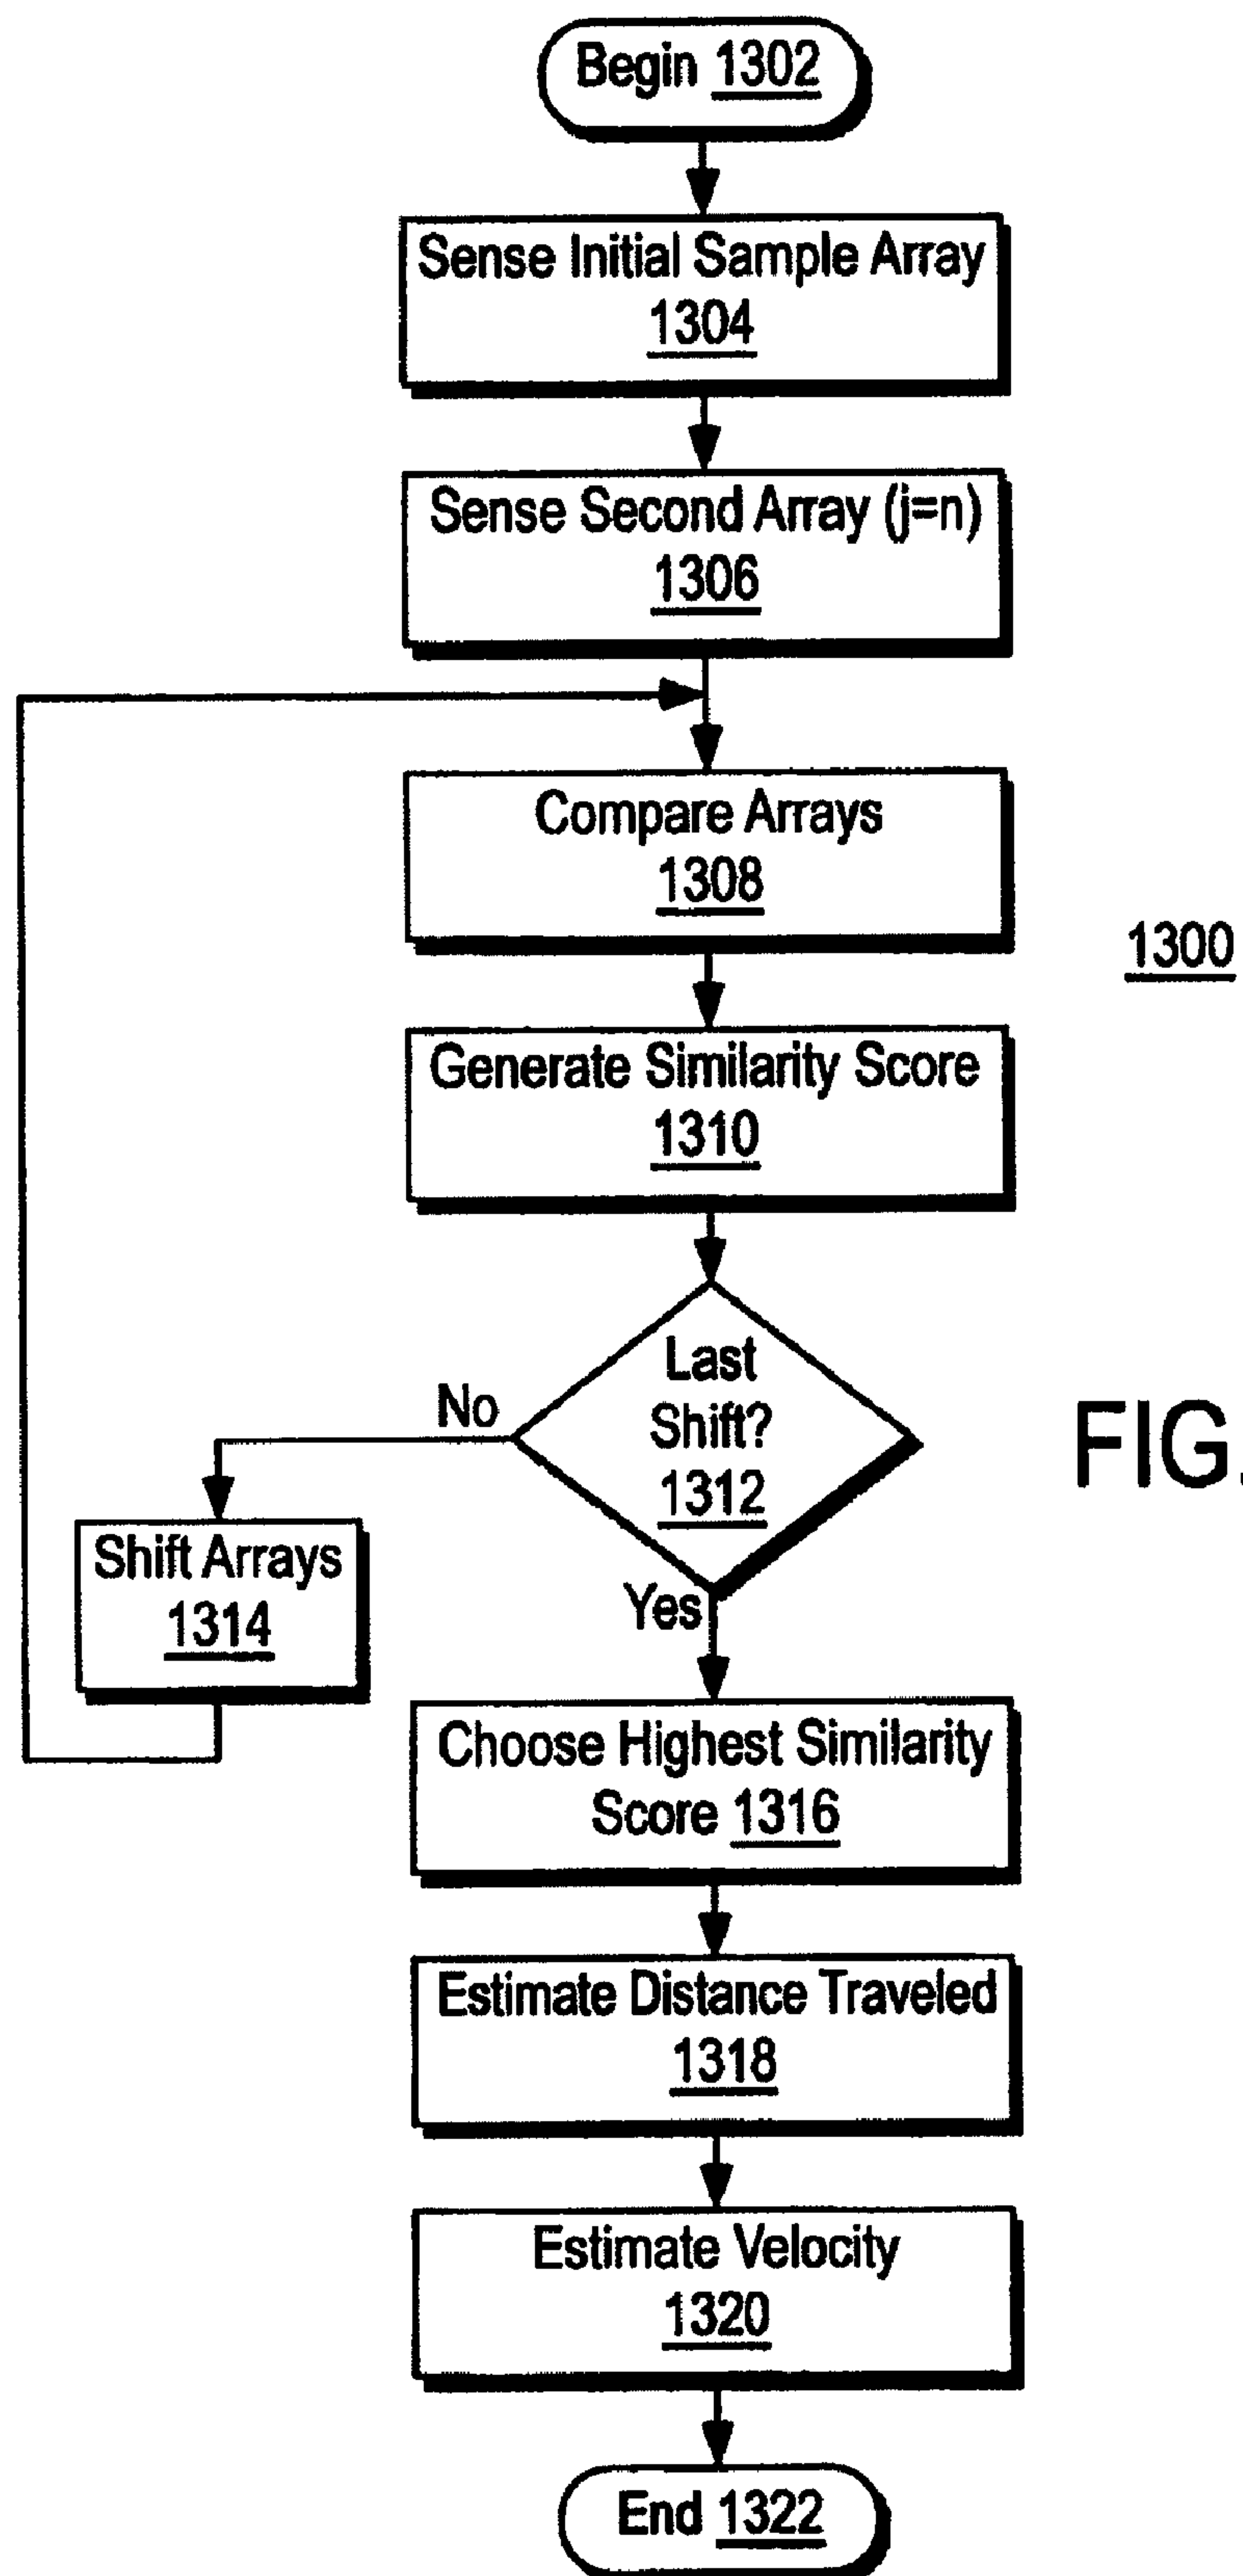 Begin 1302
Sense Initial Sample Array
1304
Sense Second Array (j=n)
1306
Compare Arrays
1308
1300
Generate Similarity Score
1310
Last
Shift?
1312
No
FIG.
Shift Arrays
1314
Yes
Choose Highest Similarity
Score 1316
Estimate Distance Traveled
1318
Estimate Velocity
1320
End 1322